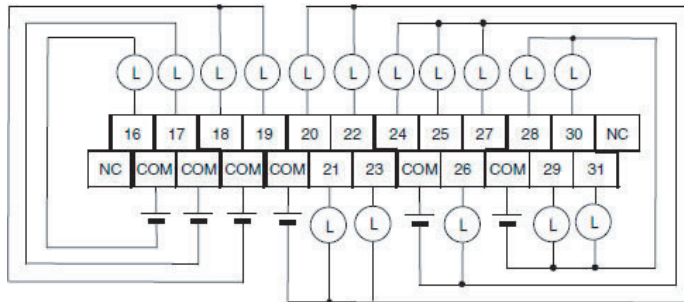 L L L L L L L L L L L
16 17 18 19 20 22 24 25 27 28 30 NC
NC COM COM COM COM 21 23 COM 26 COM 29 31
L L L L L